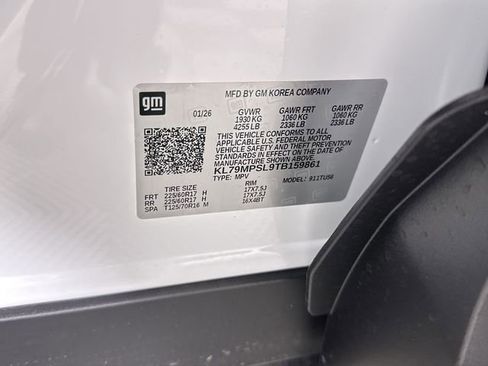 gm
MFD BY GM KOREA COMPANY
01/26
GVWR GAWR FRT GAWR RR
1930 KG 1060 KG 1060 KG
4255 LB 2336 LB 2336 LB
THIS VEHICLE CONFORMS TO ALL
APPLICABLE U.S. FEDERAL MOTOR
VEHICLE SAFETY AND THEFT PREVENTION
STANDARDS IN EFFECT ON THE DATE OF
MANUFACTURE SHOWN ABOVE.
KL79MPSL9TB159861
TYPE: MPV MODEL: 911TU56
TIRE SIZE RIM
FRT 225/60R17 H 17X7.5J
RR 225/60R17 H 17X7.5J
SPA T125/70R16 M 16X4BT